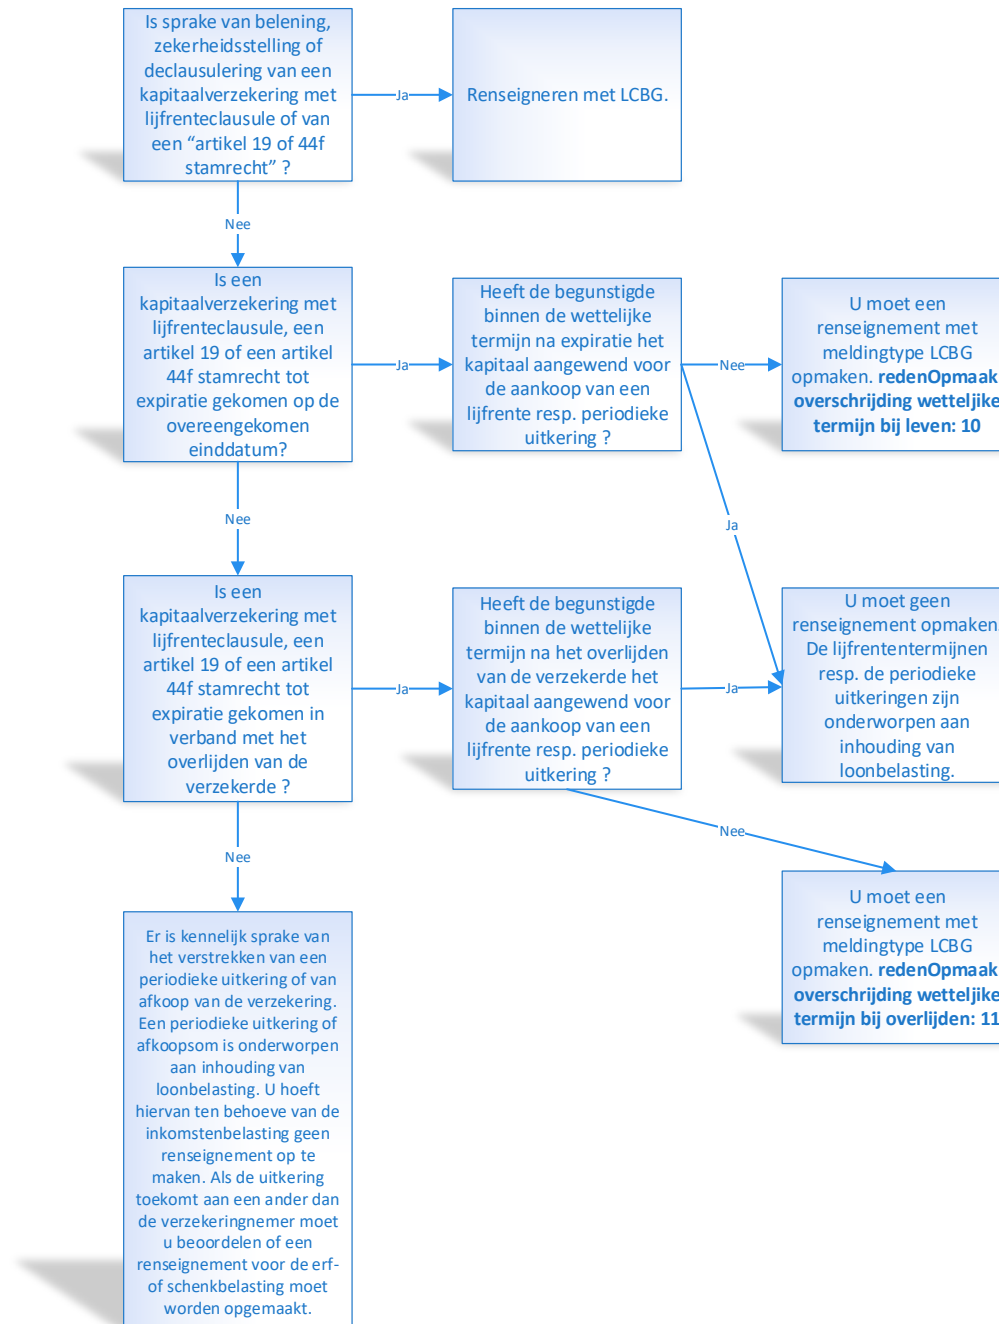 Is sprake van belening,
zekerheidsstelling of
declausulering van een
kapitaalverzekering met
lijfrenteclausule of van
een “artikel 19 of 44f
stamrecht” ?
Ja
Renseigneren met LCBG.
Nee
Is een
kapitaalverzekering met
lijfrenteclausule, een
artikel 19 of een artikel
44f stamrecht tot
expiratie gekomen op de
overeengekomen
einddatum?
Ja
Heeft de begunstigde
binnen de wettelijke
termijn na expiratie het
kapitaal aangewend voor
de aankoop van een
lijfrente resp. periodieke
uitkering ?
Nee
U moet een
renseignement met
meldingtype LCBG
opmaken. redenOpmaak
overschrijding wetteljike
termijn bij leven: 10
Ja
Nee
Is een
kapitaalverzekering met
lijfrenteclausule, een
artikel 19 of een artikel
44f stamrecht tot
expiratie gekomen in
verband met het
overlijden van de
verzekerde ?
Ja
Heeft de begunstigde
binnen de wettelijke
termijn na het overlijden
van de verzekerde het
kapitaal aangewend voor
de aankoop van een
lijfrente resp. periodieke
uitkering ?
Ja
U moet geen
renseignement opmaken
De lijfrententermijnen
resp. de periodieke
uitkeringen zijn
onderworpen aan
inhouding van
loonbelasting.
Nee
U moet een
renseignement met
meldingtype LCBG
opmaken. redenOpmaak
overschrijding wetteljike
termijn bij overlijden: 11
Nee
Er is kennelijk sprake van
het verstrekken van een
periodieke uitkering of van
afkoop van de verzekering.
Een periodieke uitkering of
afkoopsom is onderworpen
aan inhouding van
loonbelasting. U hoeft
hiervan ten behoeve van de
inkomstenbelasting geen
renseignement op te
maken. Als de uitkering
toekomt aan een ander dan
de verzekeringnemer moet
u beoordelen of een
renseignement voor de erf-
of schenkbelasting moet
worden opgemaakt.